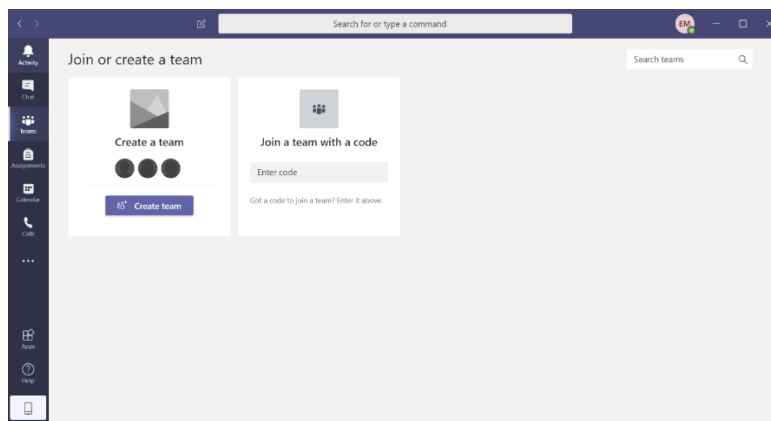 Search for or type a command
EM
Activity
Chat
Teams
Assignments
Calendar
Calls
Apps
Help
Join or create a team
Search teams
Create a team
Create team
Join a team with a code
Enter code
Got a code to join a team? Enter it above.